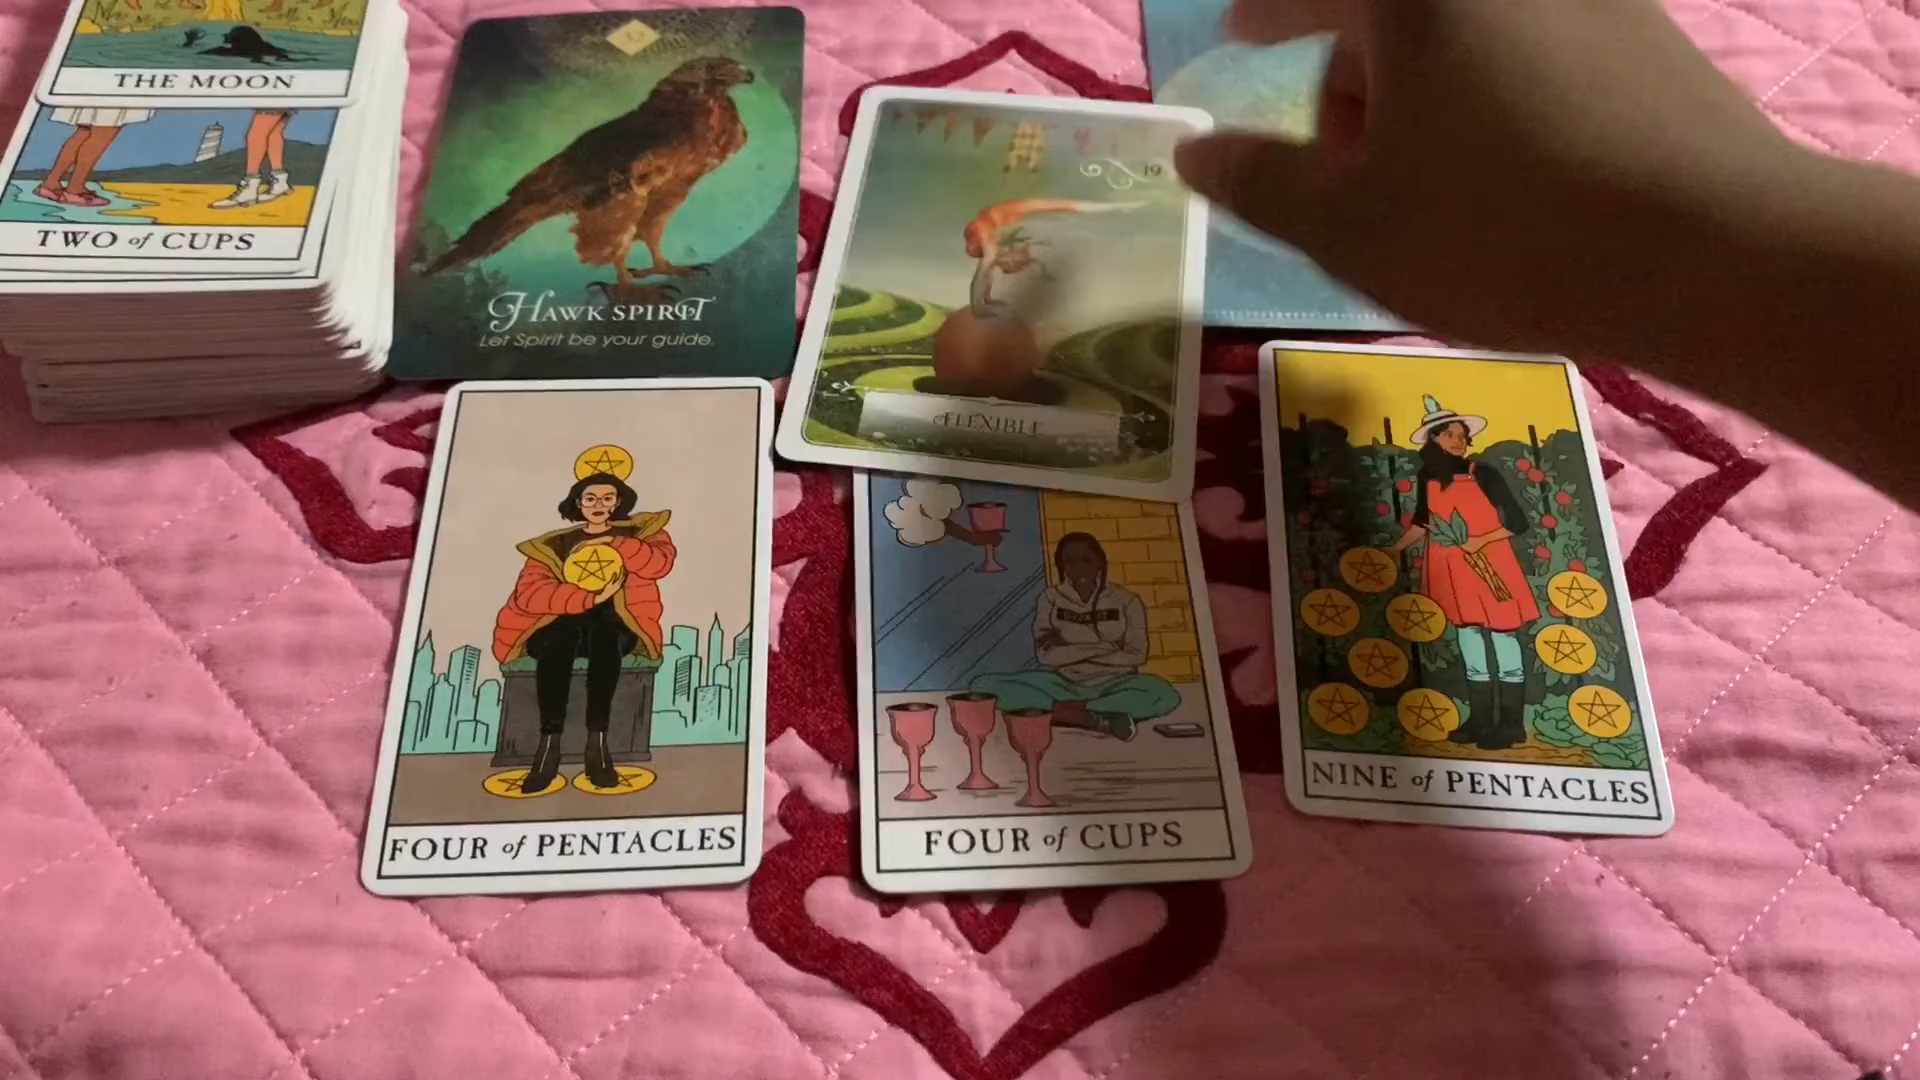 THE MOON
TWO of CUPS
HAWK SPIRIT
Let Spirit be your guide.
19
FLEXIBLE
FOUR of PENTACLES
FOUR of CUPS
NINE of PENTACLES